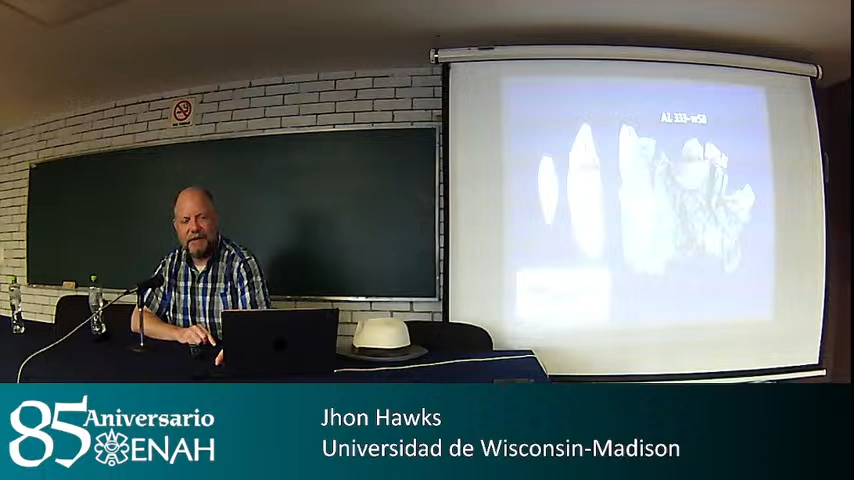 AL 333-w58
85 Aniversario
ENAH
Jhon Hawks
Universidad de Wisconsin-Madison